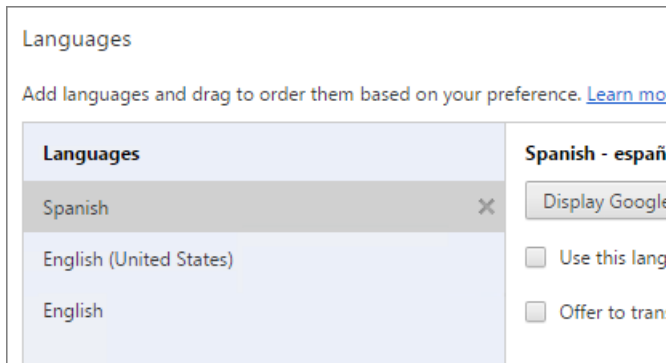 Languages
Add languages and drag to order them based on your preference. Learn mo
Languages
Spanish
English (United States)
English
Spanish - españ
Display Google
Use this lang
Offer to tran